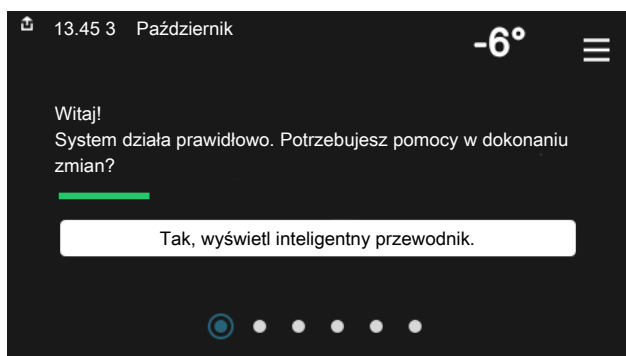 13.45 3 Październik
-6°
Witaj!
System działa prawidłowo. Potrzebujesz pomocy w dokonaniu
zmian?
Tak, wyświetl inteligentny przewodnik.